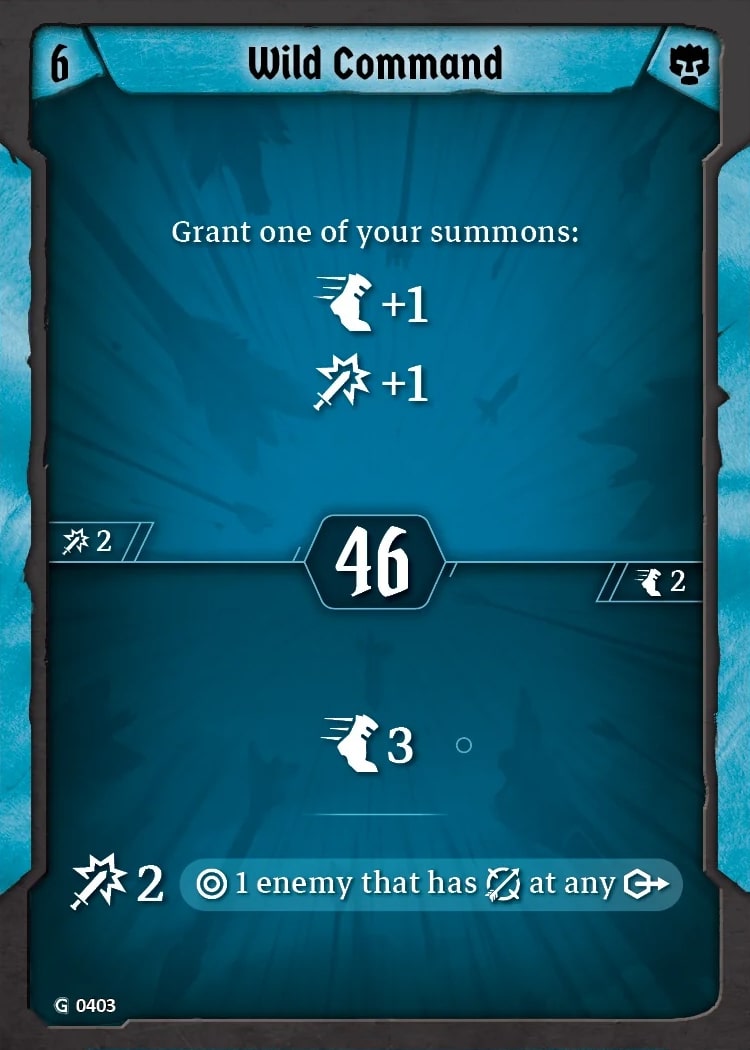 6
Wild Command
Grant one of your summons:
+1
+1
2
46
2
3
2 1 enemy that has at any
G 0403